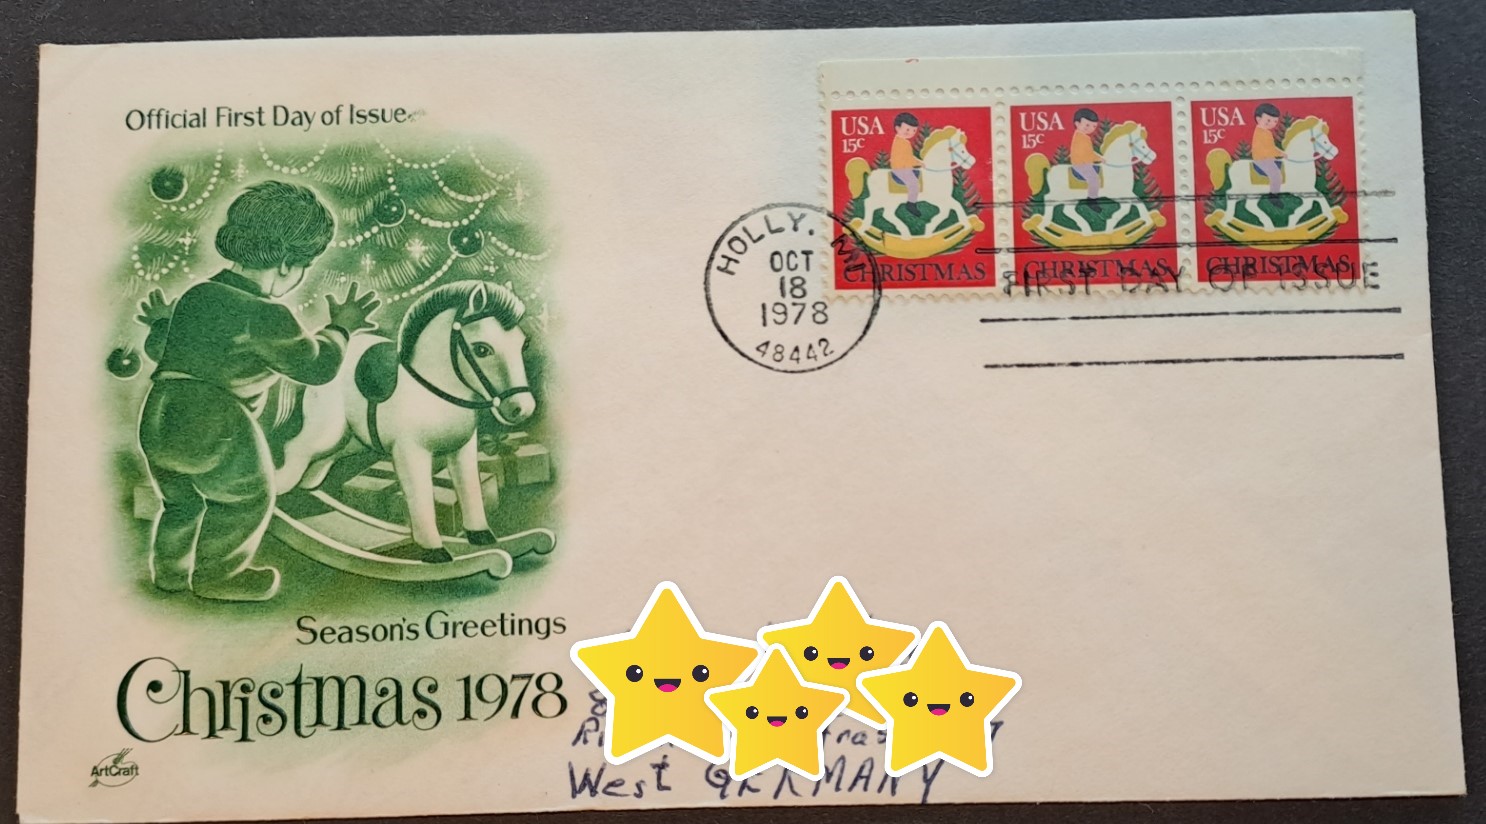 Official First Day of Issue
USA
15c
CHRISTMAS
USA
15c
CHRISTMAS
USA
15c
CHRISTMAS
HOLLY, MI
OCT
18
1978
48442
FIRST DAY OF ISSUE
Season's Greetings
Christmas 1978
ArtCraft
West GERMANY